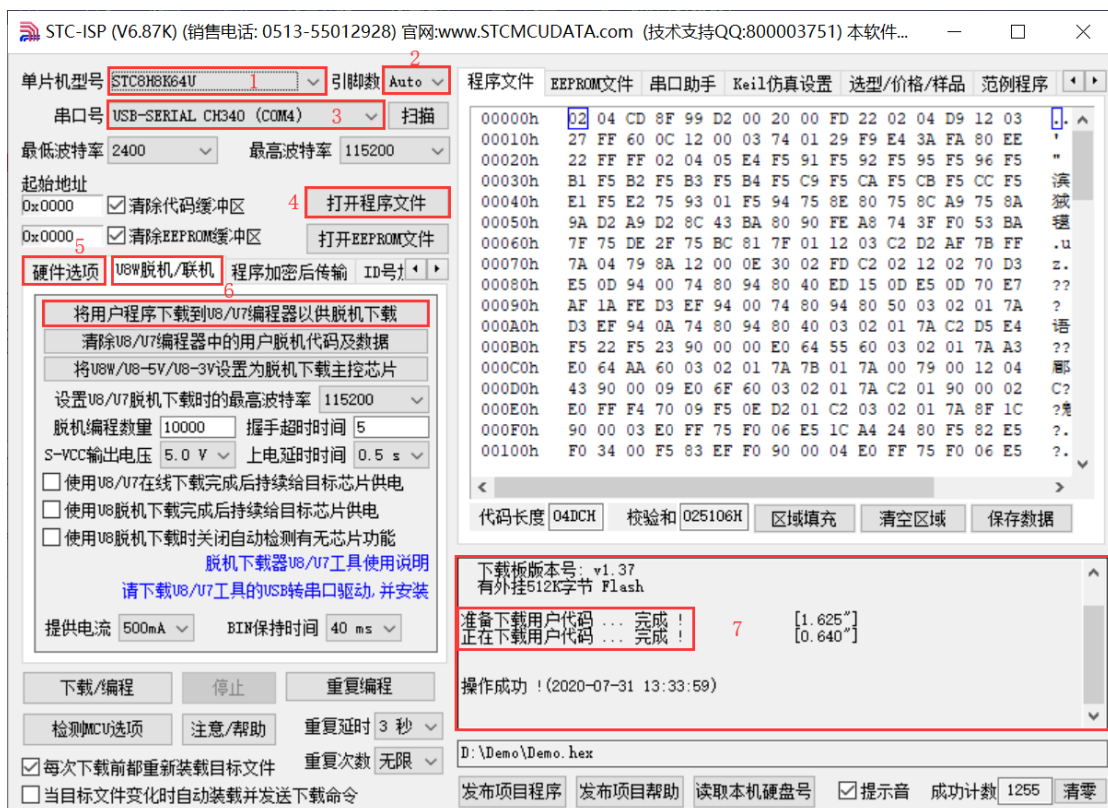 STC-ISP (V6.87K) (销售电话: 0513-55012928) 官网:www.STCMCUDATA.com (技术支持QQ:800003751) 本软件...
单片机型号 STC8H8K64U 1 引脚数 Auto 2
串口号 USB-SERIAL CH340 (COM4) 3 扫描
最低波特率 2400 最高波特率 115200
起始地址
0x0000 清除代码缓冲区 4 打开程序文件
0x0000 清除EEPROM缓冲区 打开EEPROM文件
5
硬件选项 U8W脱机/联机 程序加密后传输 ID号
6
将用户程序下载到U8/U7编程器以供脱机下载
清除U8/U7编程器中的用户脱机代码及数据
将U8W/U8-5V/U8-3V设置为脱机下载主控芯片
设置U8/U7脱机下载时的最高波特率 115200
脱机编程数量 10000 握手超时时间 5
S-VCC输出电压 5.0 V 上电延时时间 0.5 s
使用U8/U7在线下载完成后持续给目标芯片供电
使用U8脱机下载完成后持续给目标芯片供电
使用U8脱机下载时关闭自动检测有无芯片功能
脱机下载器U8/U7工具使用说明
请下载U8/U7工具的USB转串口驱动,并安装
提供电流 500mA BIN保持时间 40 ms
下载/编程 停止 重复编程
检测MCU选项 注意/帮助 重复延时 3 秒
每次下载前都重新装载目标文件 重复次数 无限
当目标文件变化时自动装载并发送下载命令
程序文件 EEPROM文件 串口助手 Keil仿真设置 选型/价格/样品 范例程序
00000h 02 04 CD 8F 99 D2 00 20 00 FD 22 02 04 D9 12 03 ..
00010h 27 FF 60 0C 12 00 03 74 01 29 F9 E4 3A FA 80 EE '
00020h 22 FF FF 02 04 05 E4 F5 91 F5 92 F5 95 F5 96 F5 "
00030h B1 F5 B2 F5 B3 F5 B4 F5 C9 F5 CA F5 CB F5 CC F5
00040h E1 F5 E2 75 93 01 F5 94 75 8E 80 75 8C A9 75 8A
00050h 9A D2 A9 D2 8C 43 BA 80 90 FE A8 74 3F F0 53 BA
00060h 7F 75 DE 2F 75 BC 81 7F 01 12 03 C2 D2 AF 7B FF .u
00070h 7A 04 79 8A 12 00 0E 30 02 FD C2 02 12 02 70 D3 z.
00080h E5 0D 94 00 74 80 94 80 40 ED 15 0D E5 0D 70 E7 ??
00090h AF 1A FE D3 EF 94 00 74 80 94 80 50 03 02 01 7A ?
000A0h D3 EF 94 0A 74 80 94 80 40 03 02 01 7A C2 D5 E4 语
000B0h F5 22 F5 23 90 00 00 E0 64 55 60 03 02 01 7A A3 ??
000C0h E0 64 AA 60 03 02 01 7A 7B 01 7A 00 79 00 12 04
000D0h 43 90 00 09 E0 6F 60 03 02 01 7A C2 01 90 00 02 C?
000E0h E0 FF F4 70 09 F5 0E D2 01 C2 03 02 01 7A 8F 1C
000F0h 90 00 03 E0 FF 75 F0 06 E5 1C A4 24 80 F5 82 E5 ?.
00100h F0 34 00 F5 83 EF F0 90 00 04 E0 FF 75 F0 06 E5 ?.
代码长度 04DCH 校验和 025106H 区域填充 清空区域 保存数据
下载板版本号: v1.37
有外挂512K字节 Flash
准备下载用户代码 ... 完成 ! [1.625"]
正在下载用户代码 ... 完成 ! 7 [0.640"]
操作成功 !(2020-07-31 13:33:59)
D:\Demo\Demo.hex
发布项目程序 发布项目帮助 读取本机硬盘号 提示音 成功计数 1255 清零